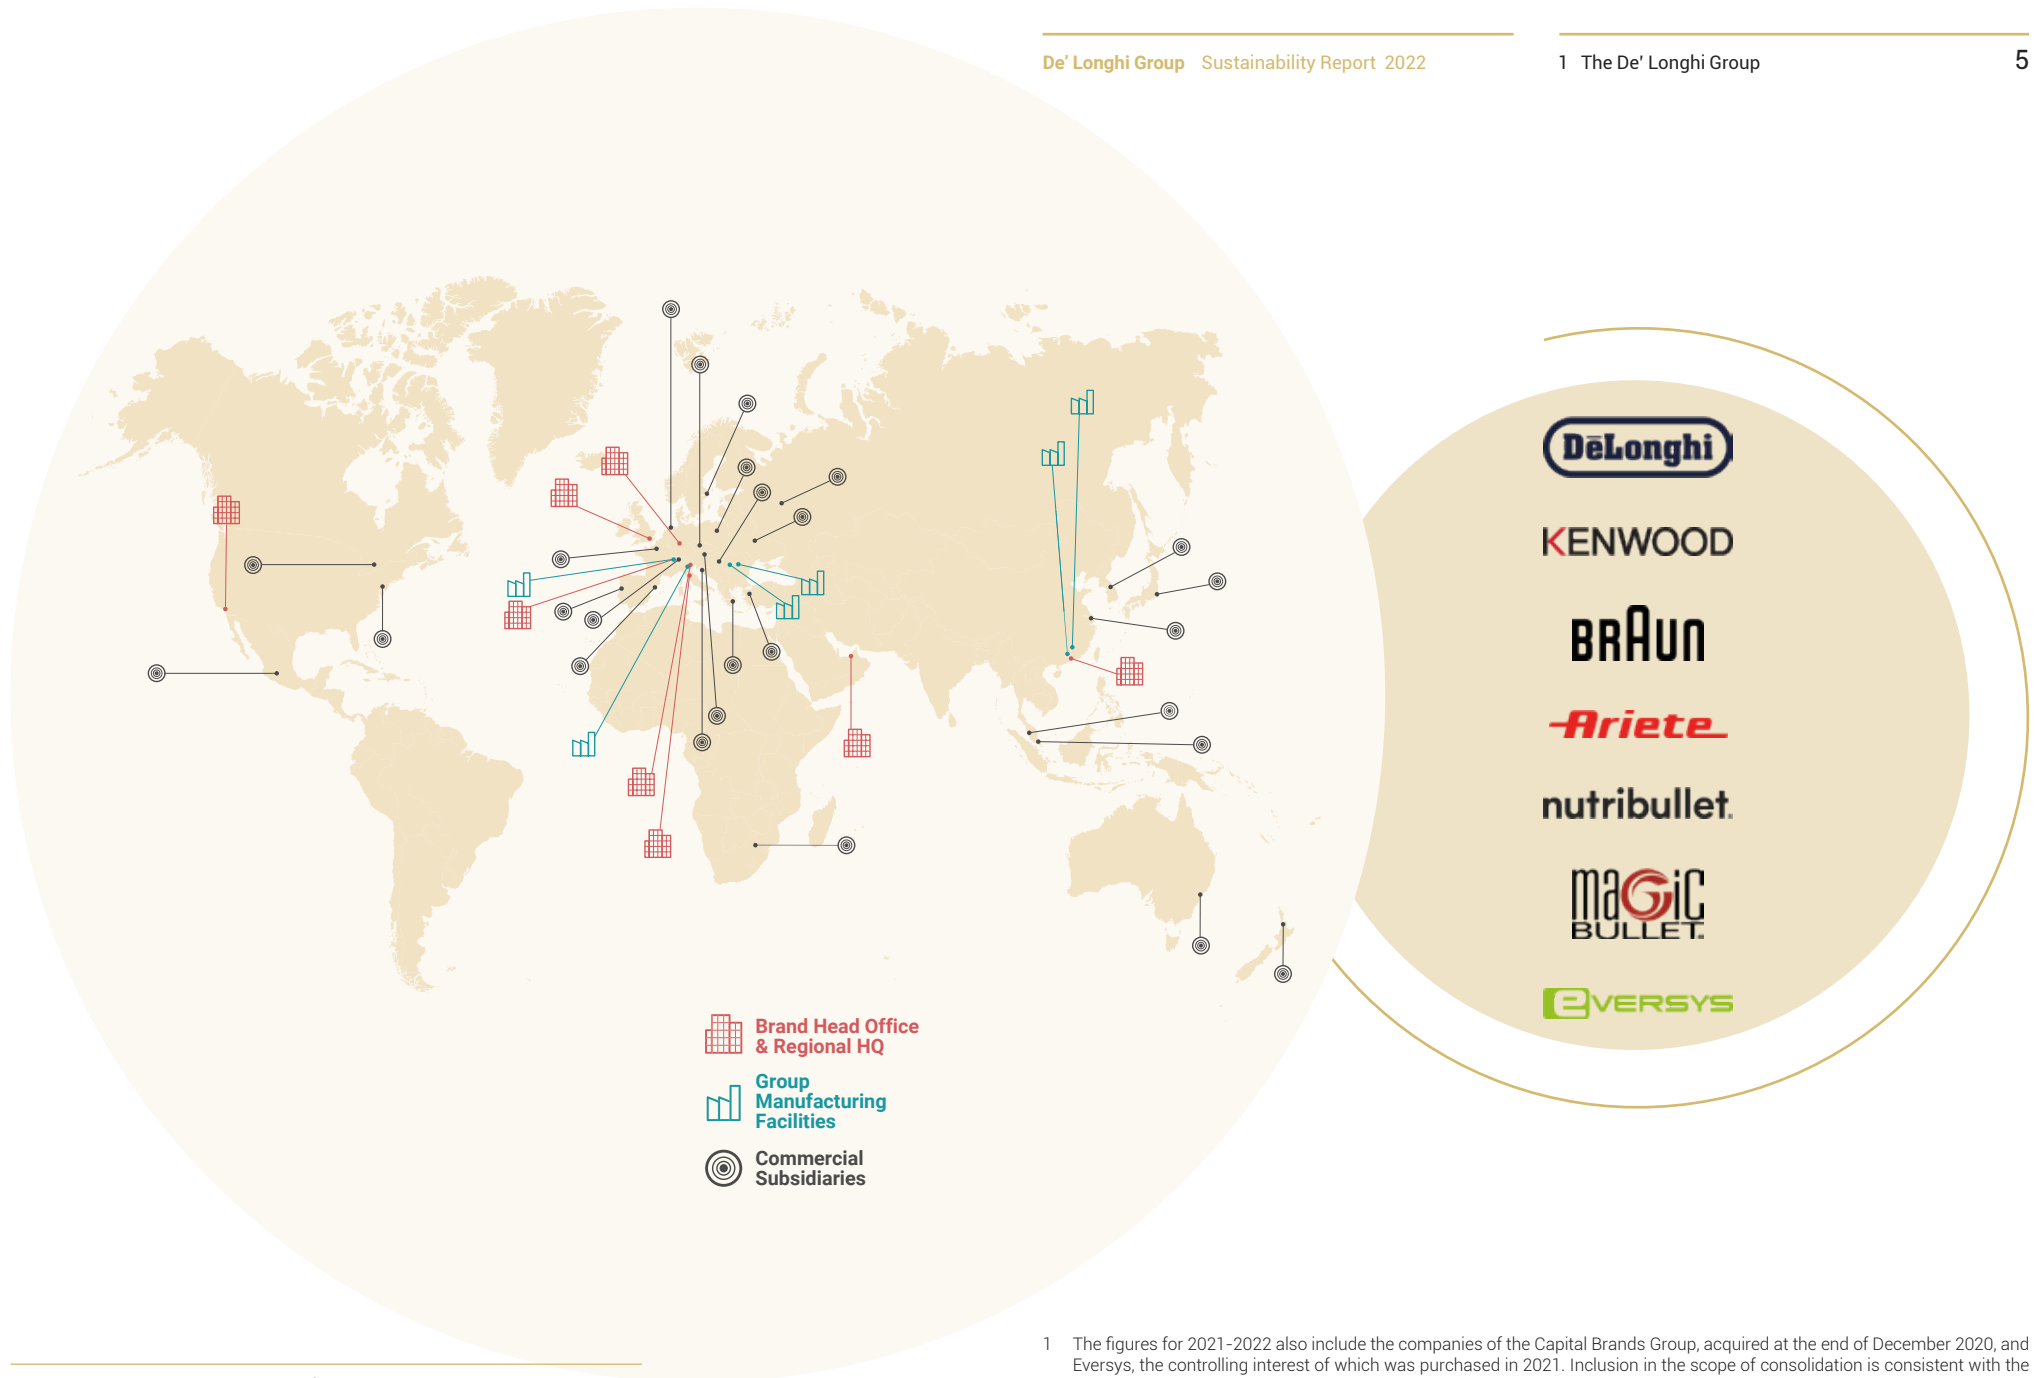 De' Longhi Group Sustainability Report 2022
1 The De' Longhi Group
5
DeLonghi
KENWOOD
BRAUN
Ariete
nutribullet.
maGic
BULLET
eVERSYS
Brand Head Office
& Regional HQ
Group
Manufacturing
Facilities
Commercial
Subsidiaries
1 The figures for 2021-2022 also include the companies of the Capital Brands Group, acquired at the end of December 2020, and
Eversys, the controlling interest of which was purchased in 2021. Inclusion in the scope of consolidation is consistent with the